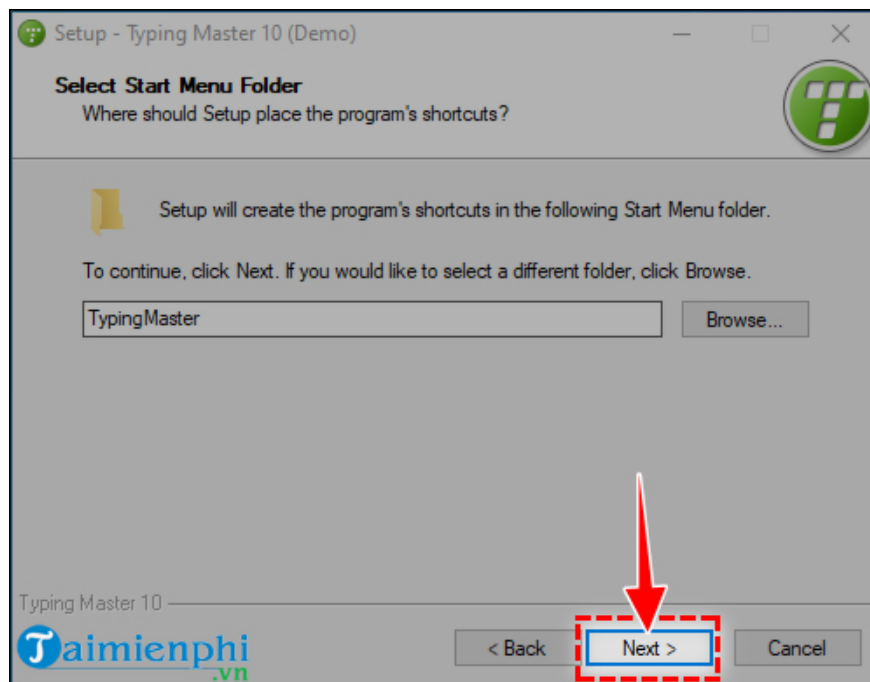 Setup - Typing Master 10 (Demo)
Select Start Menu Folder
Where should Setup place the program's shortcuts?
Setup will create the program's shortcuts in the following Start Menu folder.
To continue, click Next. If you would like to select a different folder, click Browse.
TypingMaster
Browse...
Typing Master 10
Taimienphi
.vn
< Back
Next >
Cancel